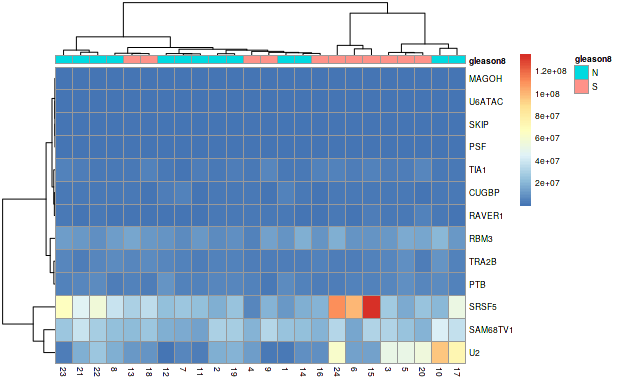 gleason8
MAGOH
U6ATAC
SKIP
PSF
TIA1
CUGBP
RAVER1
RBM3
TRA2B
PTB
SRSF5
SAM68TV1
U2
23 21 22 8 13 18 12 7 11 2 19 4 9 1 14 16 24 6 15 3 5 20 10 17
1.2e+08
1e+08
8e+07
6e+07
4e+07
2e+07
gleason8
N
S